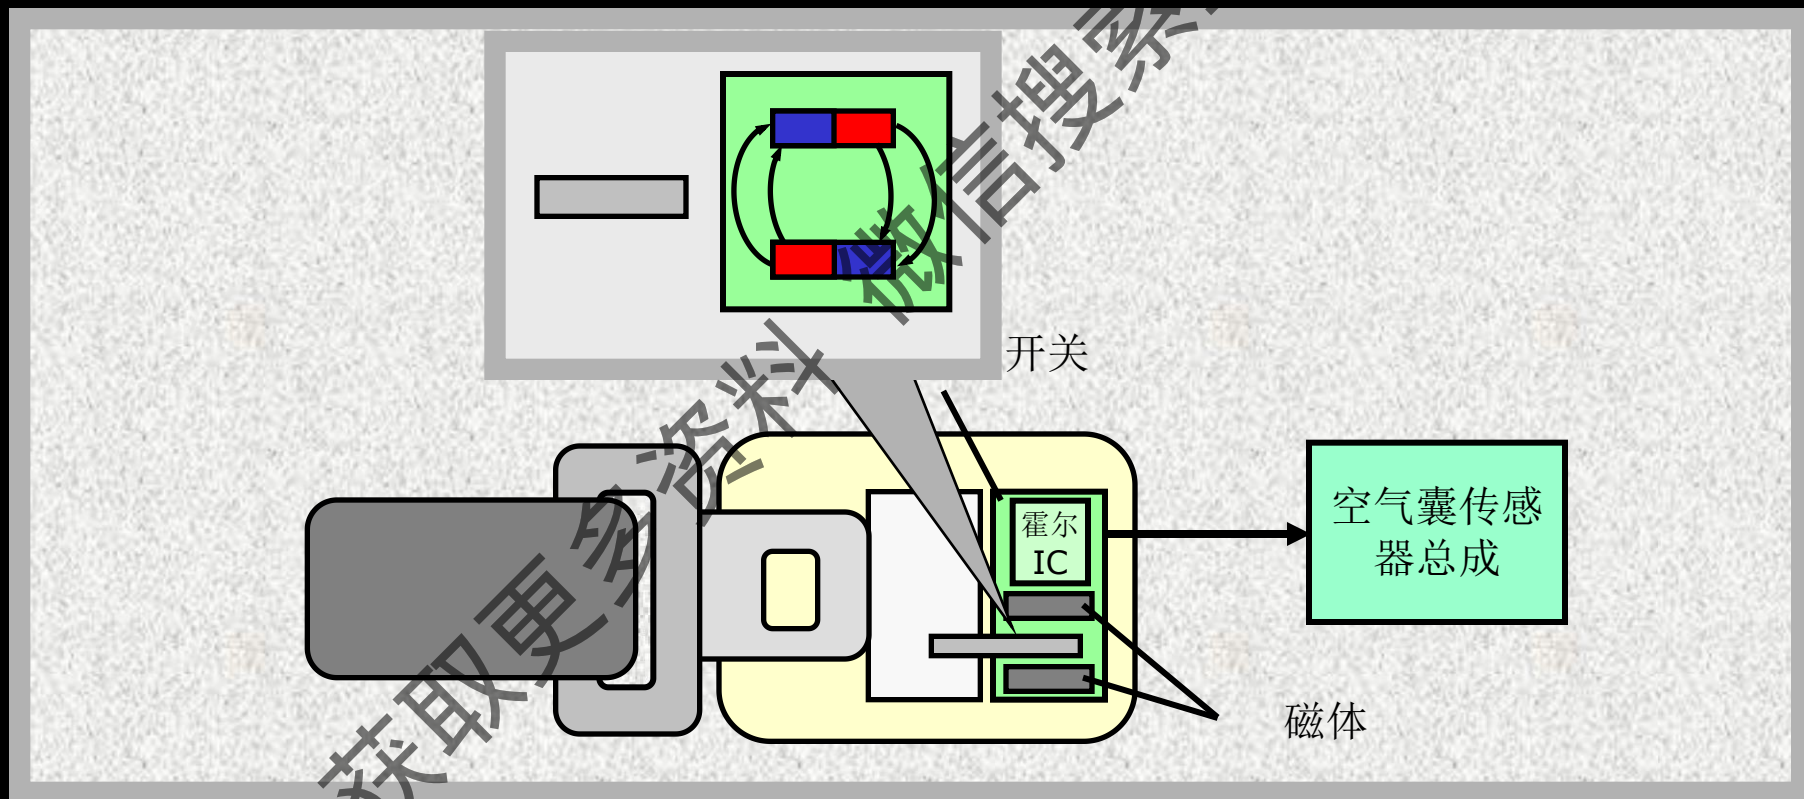 开关
霍尔
IC
空气囊传感
器总成
磁体
获取更多资料 微信搜索